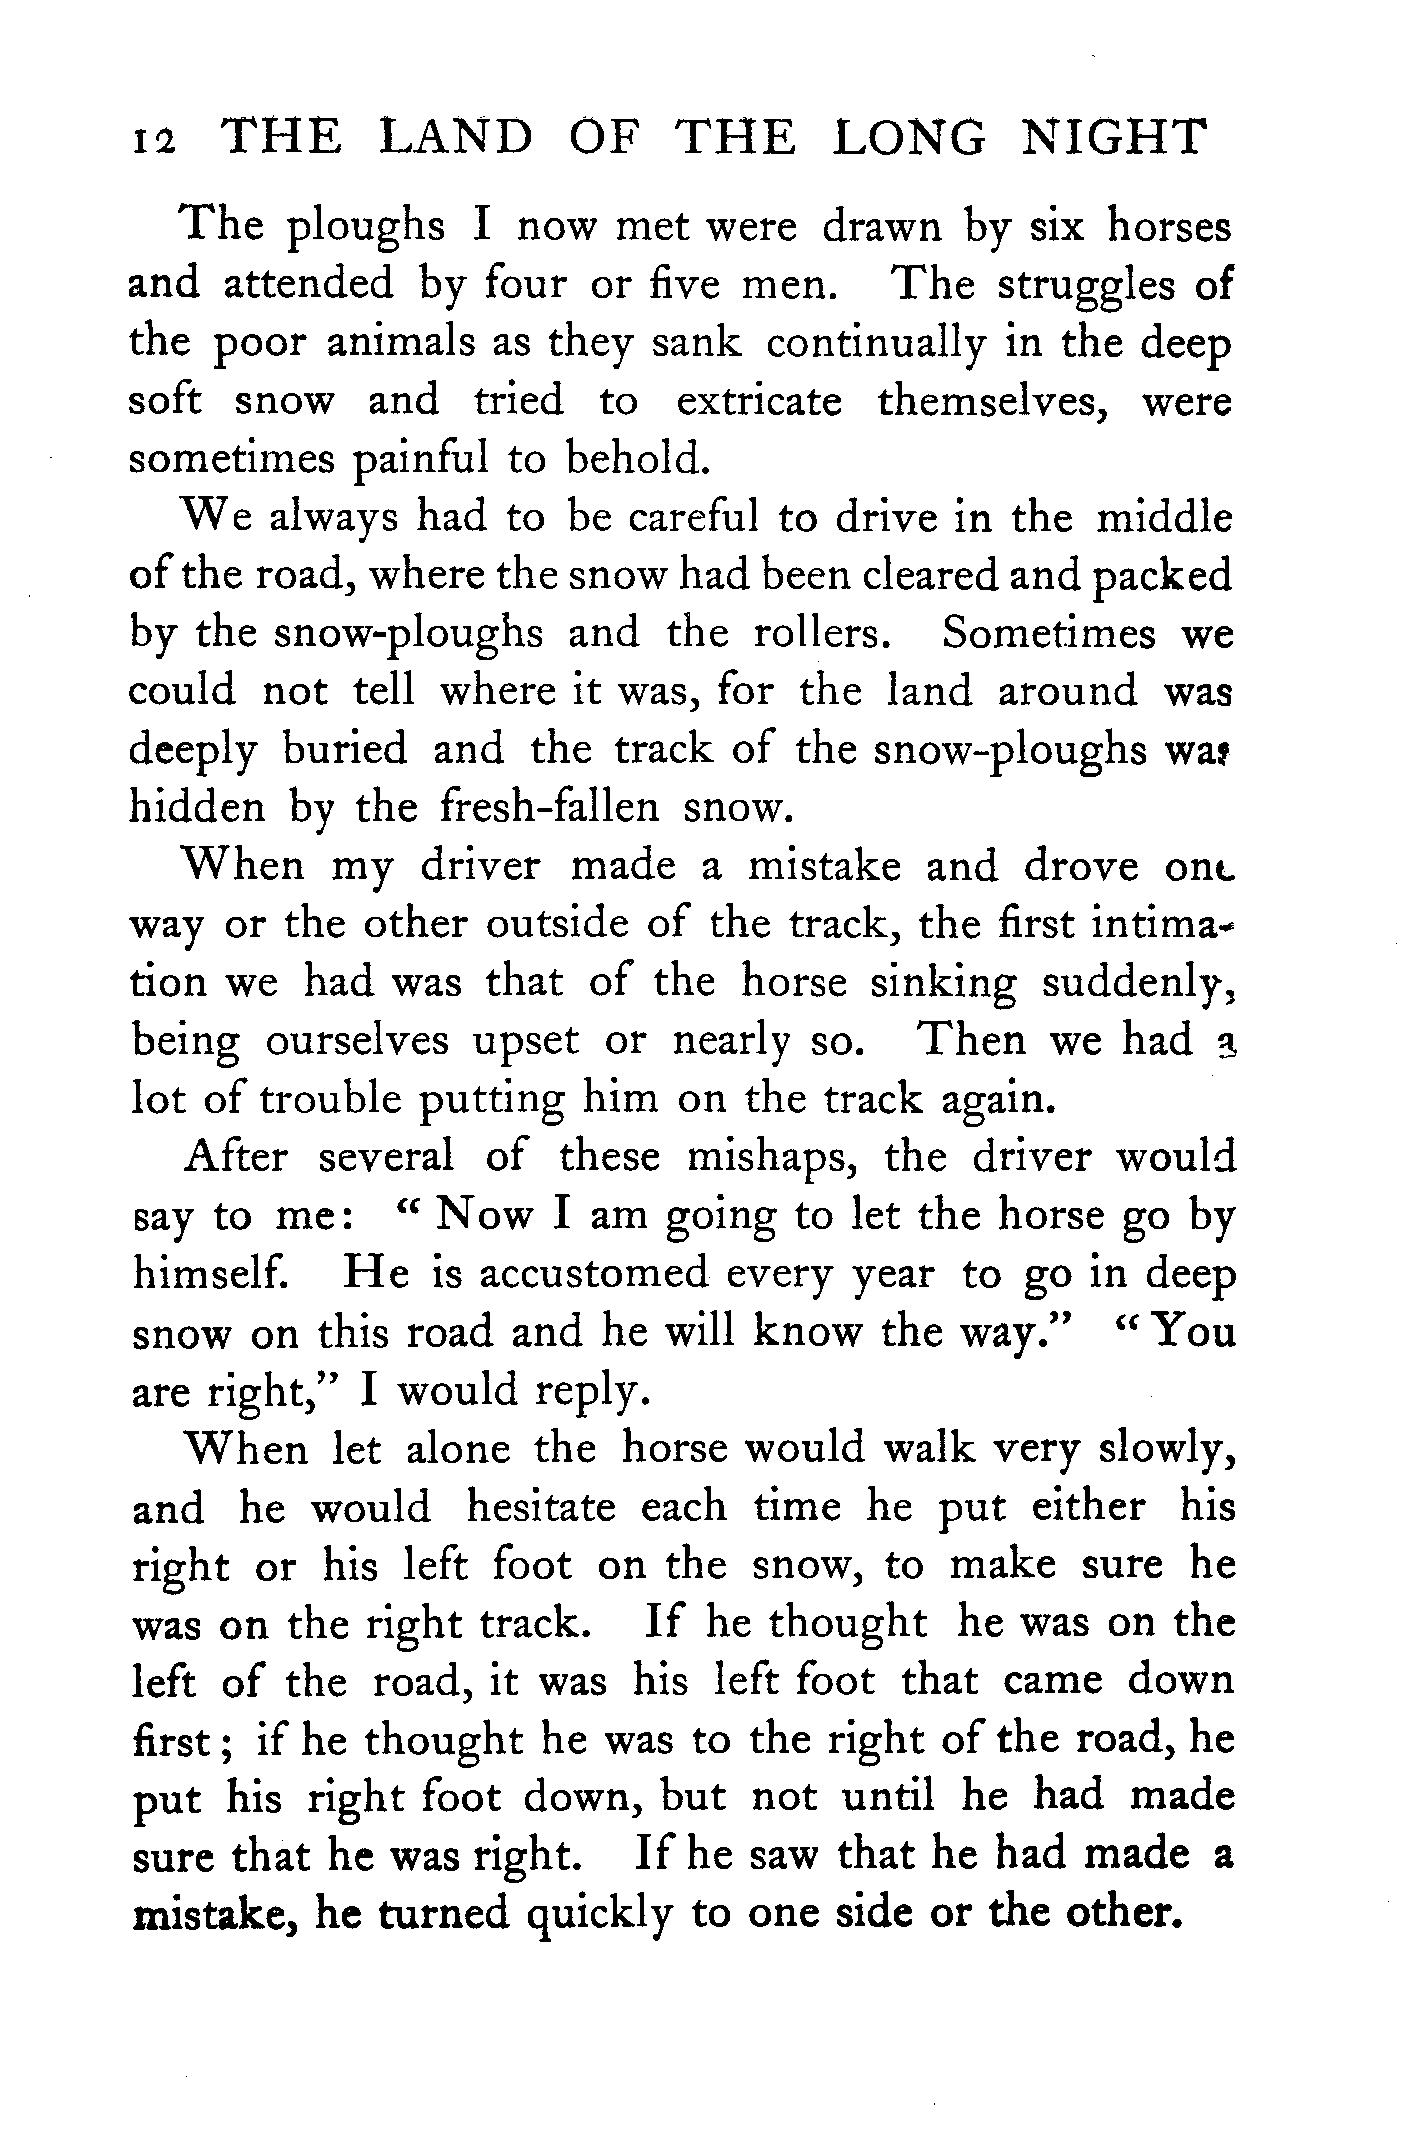 12 THE LAND OF THE LONG NIGHT
The ploughs I now met were drawn by six horses
and attended by four or five men. The struggles of
the poor animals as they sank continually in the deep
soft snow and tried to extricate themselves, were
sometimes painful to behold.
We always had to be careful to drive in the middle
of the road, where the snow had been cleared and packed
by the snow-ploughs and the rollers. Sometimes we
could not tell where it was, for the land around was
deeply buried and the track of the snow-ploughs was
hidden by the fresh-fallen snow.
When my driver made a mistake and drove one
way or the other outside of the track, the first intima-
tion we had was that of the horse sinking suddenly,
being ourselves upset or nearly so. Then we had a
lot of trouble putting him on the track again.
After several of these mishaps, the driver would
say to me: “ Now I am going to let the horse go by
himself. He is accustomed every year to go in deep
snow on this road and he will know the way.” “ You
are right,” I would reply.
When let alone the horse would walk very slowly,
and he would hesitate each time he put either his
right or his left foot on the snow, to make sure he
was on the right track. If he thought he was on the
left of the road, it was his left foot that came down
first ; if he thought he was to the right of the road, he
put his right foot down, but not until he had made
sure that he was right. If he saw that he had made a
mistake, he turned quickly to one side or the other.